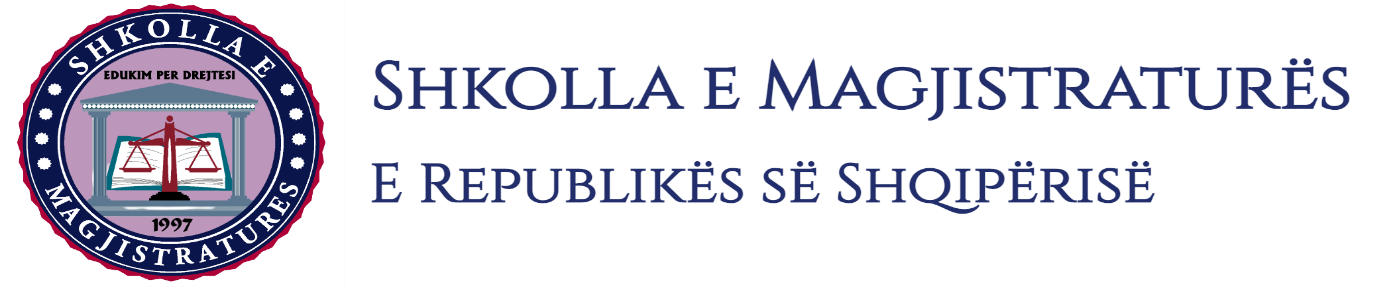 SHKOLLA E
EDUKIM PER DREJTESI
1997
MAGJISTRATURES
SHKOLLA E MAGJISTRATURËS
E REPUBLIKËS SË SHQIPËRISË